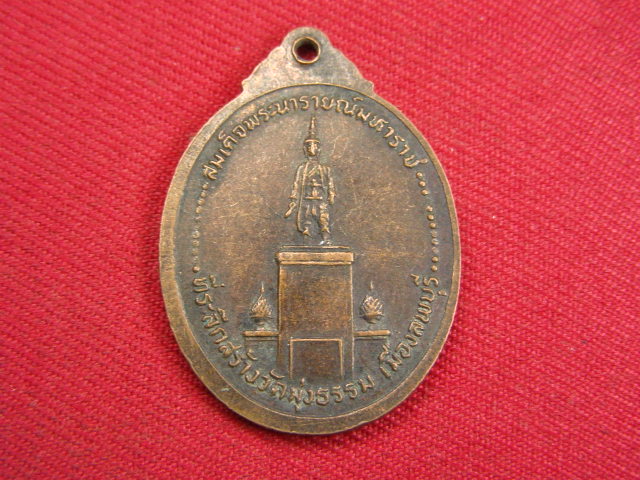 สมเด็จพระนารายณ์มหาราช
ที่ระลึกสร้างวัดมุ่งธรรม เมืองลพบุรี